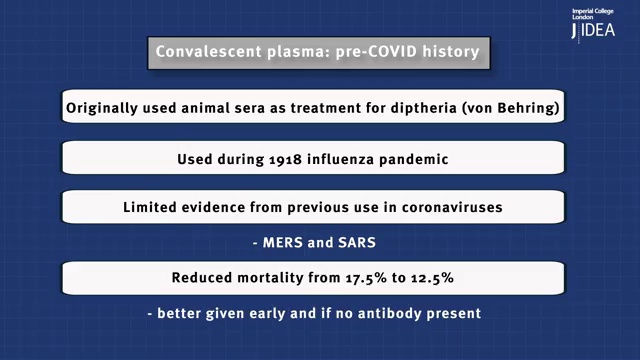 Imperial College
London
J|IDEA
Convalescent plasma: pre-COVID history
Originally used animal sera as treatment for diptheria (von Behring)
Used during 1918 influenza pandemic
Limited evidence from previous use in coronaviruses
- MERS and SARS
Reduced mortality from 17.5% to 12.5%
- better given early and if no antibody present